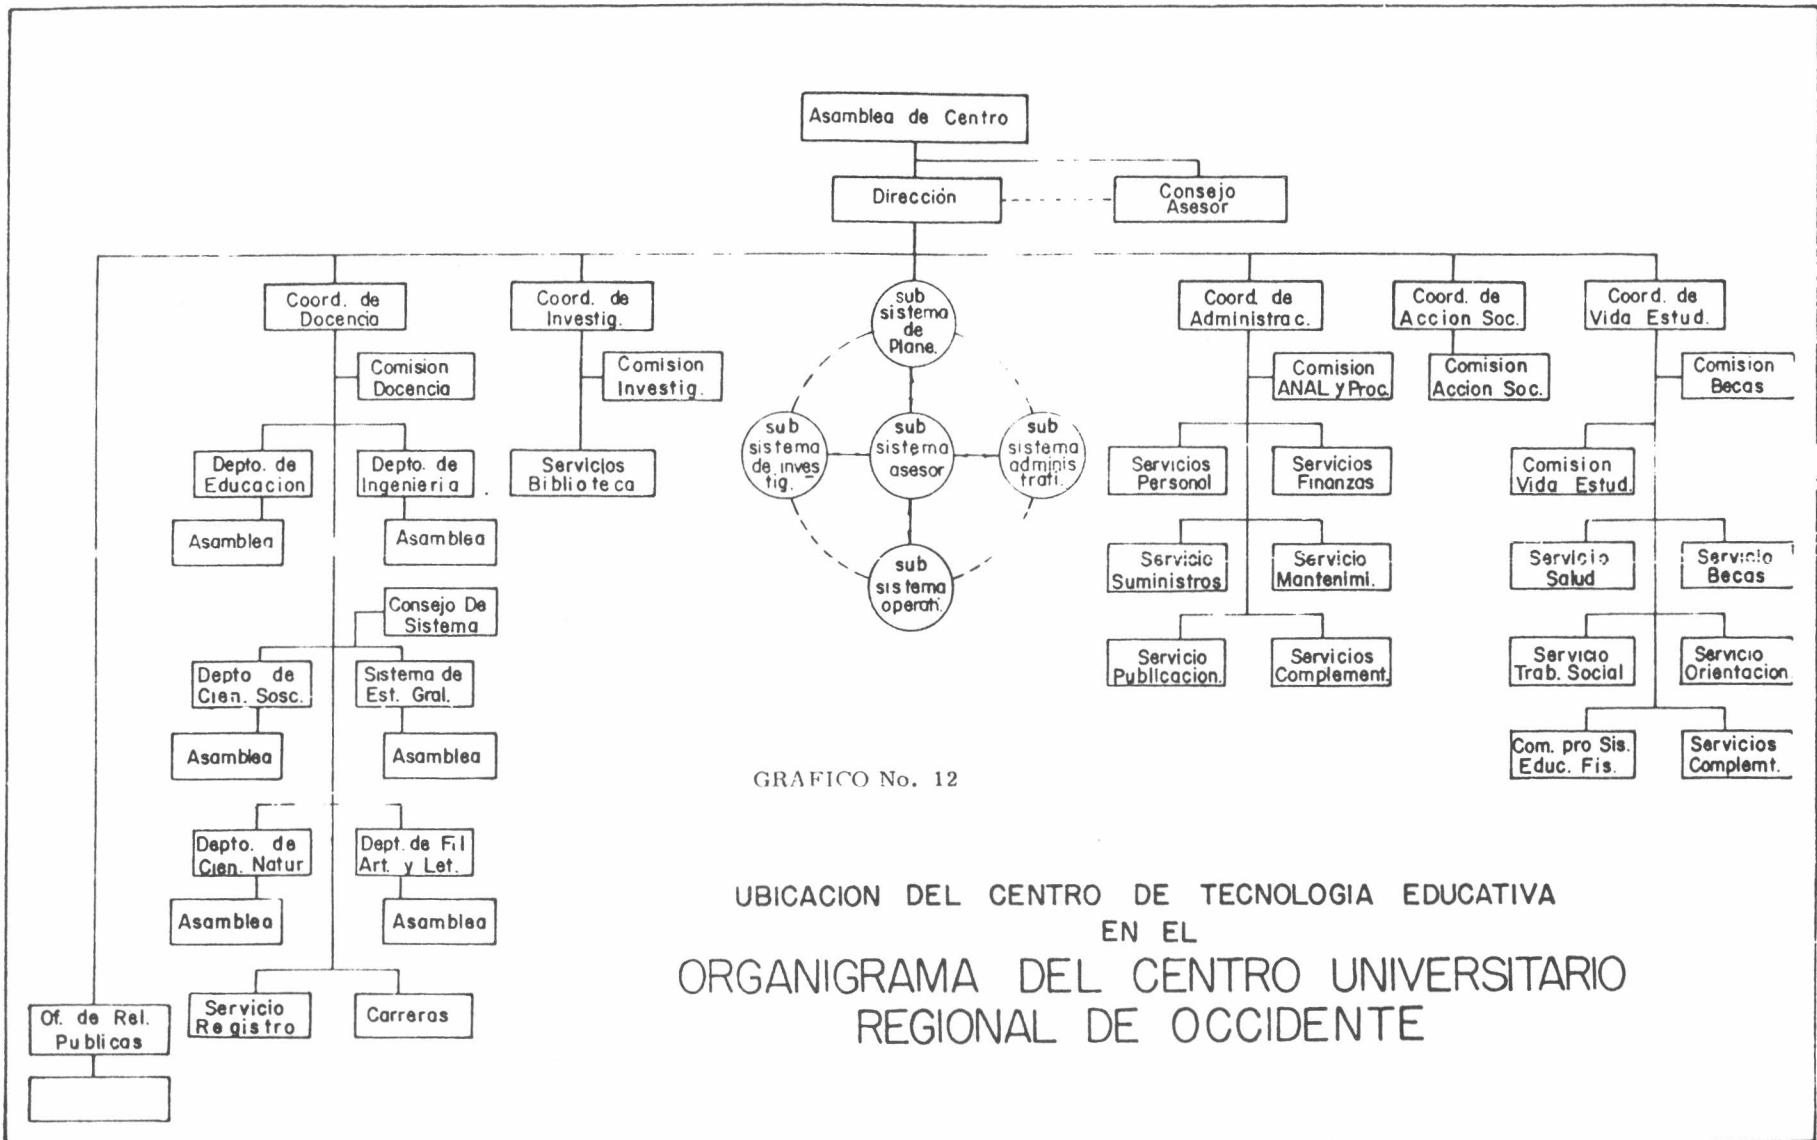 Asamblea de Centro
Dirección
Consejo
Asesor
Coord. de
Docencia
Coord. de
Investig.
sub
sistema
de
Plane.
Coord. de
Administrac.
Coord. de
Accion Soc.
Coord. de
Vida Estud.
Comision
Docencia
Comision
Investig.
Comision
ANAL y Proc.
Comision
Accion Soc.
Comision
Becas
Depto. de
Educacion
Depto. de
Ingenieria
Servicios
Biblioteca
sub
sistema
de inves
tig.
sub
sistema
asesor
sub
sistema
adminis
trati.
Servicios
Personal
Servicios
Finanzas
Comision
Vida Estud.
Asamblea
Asamblea
sub
sistema
operati.
Servicio
Suministros
Servicio
Mantenimi.
Servicio
Salud
Servicio
Becas
Consejo De
Sistema
Depto de
Cien. Sosc.
Sistema de
Est. Gral.
Servicio
Publicacion.
Servicios
Complement.
Servicio
Trab. Social
Servicio
Orientacion.
Asamblea
Asamblea
Com. pro Sis.
Educ. Fis.
Servicios
Complemt.
GRAFICO No. 12
Depto. de
Cien. Natur
Dept. de Fil
Art. y Let.
Asamblea
Asamblea
Servicio
Registro
Carreras
Of. de Rel.
Publicas
UBICACION DEL CENTRO DE TECNOLOGIA EDUCATIVA
EN EL
ORGANIGRAMA DEL CENTRO UNIVERSITARIO
REGIONAL DE OCCIDENTE